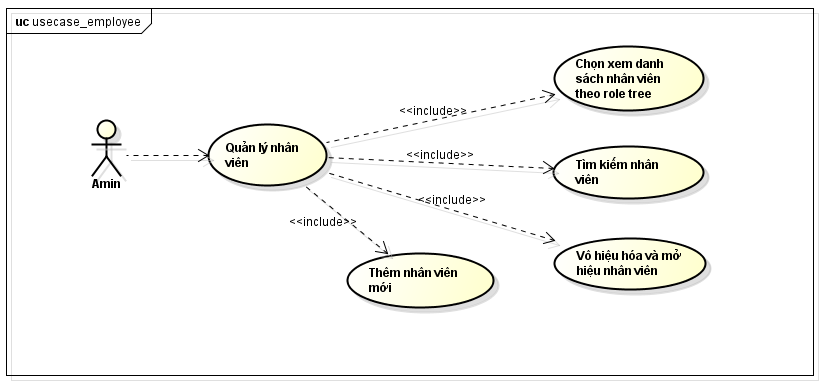 uc usecase_employee
Chọn xem danh
sách nhân viên
theo role tree
<<include>>
Quản lý nhân
viên
<<include>>
Tìm kiếm nhân
viên
Amin
<<include>>
<<include>>
Vô hiệu hóa và mở
hiệu nhân viên
Thêm nhân viên
mới